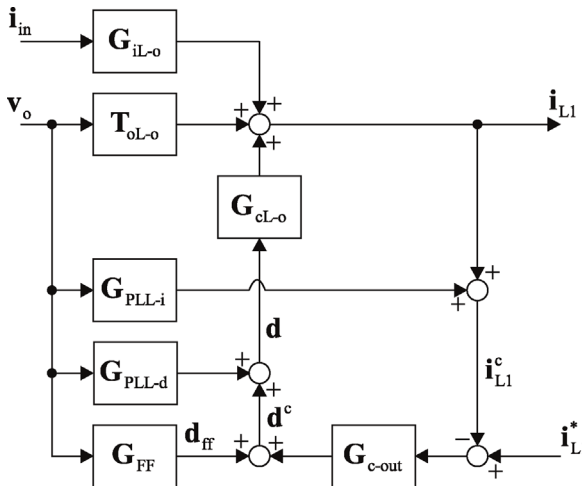 i_in
G_iL-o
v_o
T_oL-o
+ +
+
i_L1
G_cL-o
G_PLL-i
+ +
d
G_PLL-d
+
+
i^c_L1
d^c
G_FF
d_ff
+ +
G_c-out
−
+
i^*_L